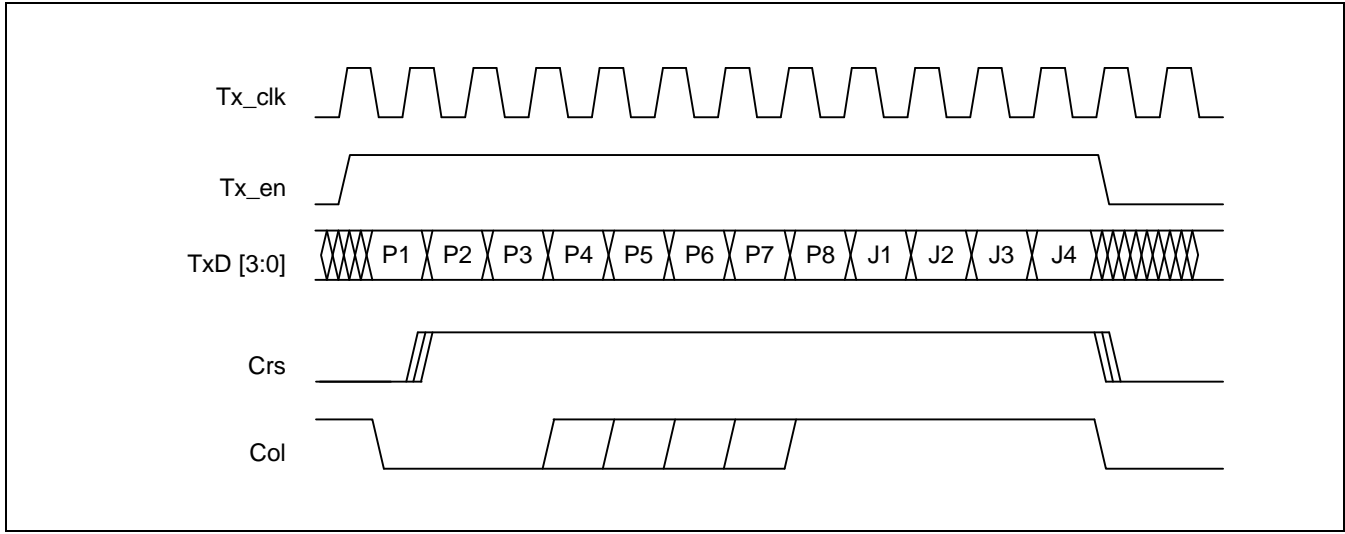 Tx_clk
Tx_en
TxD [3:0] P1 P2 P3 P4 P5 P6 P7 P8 J1 J2 J3 J4
Crs
Col